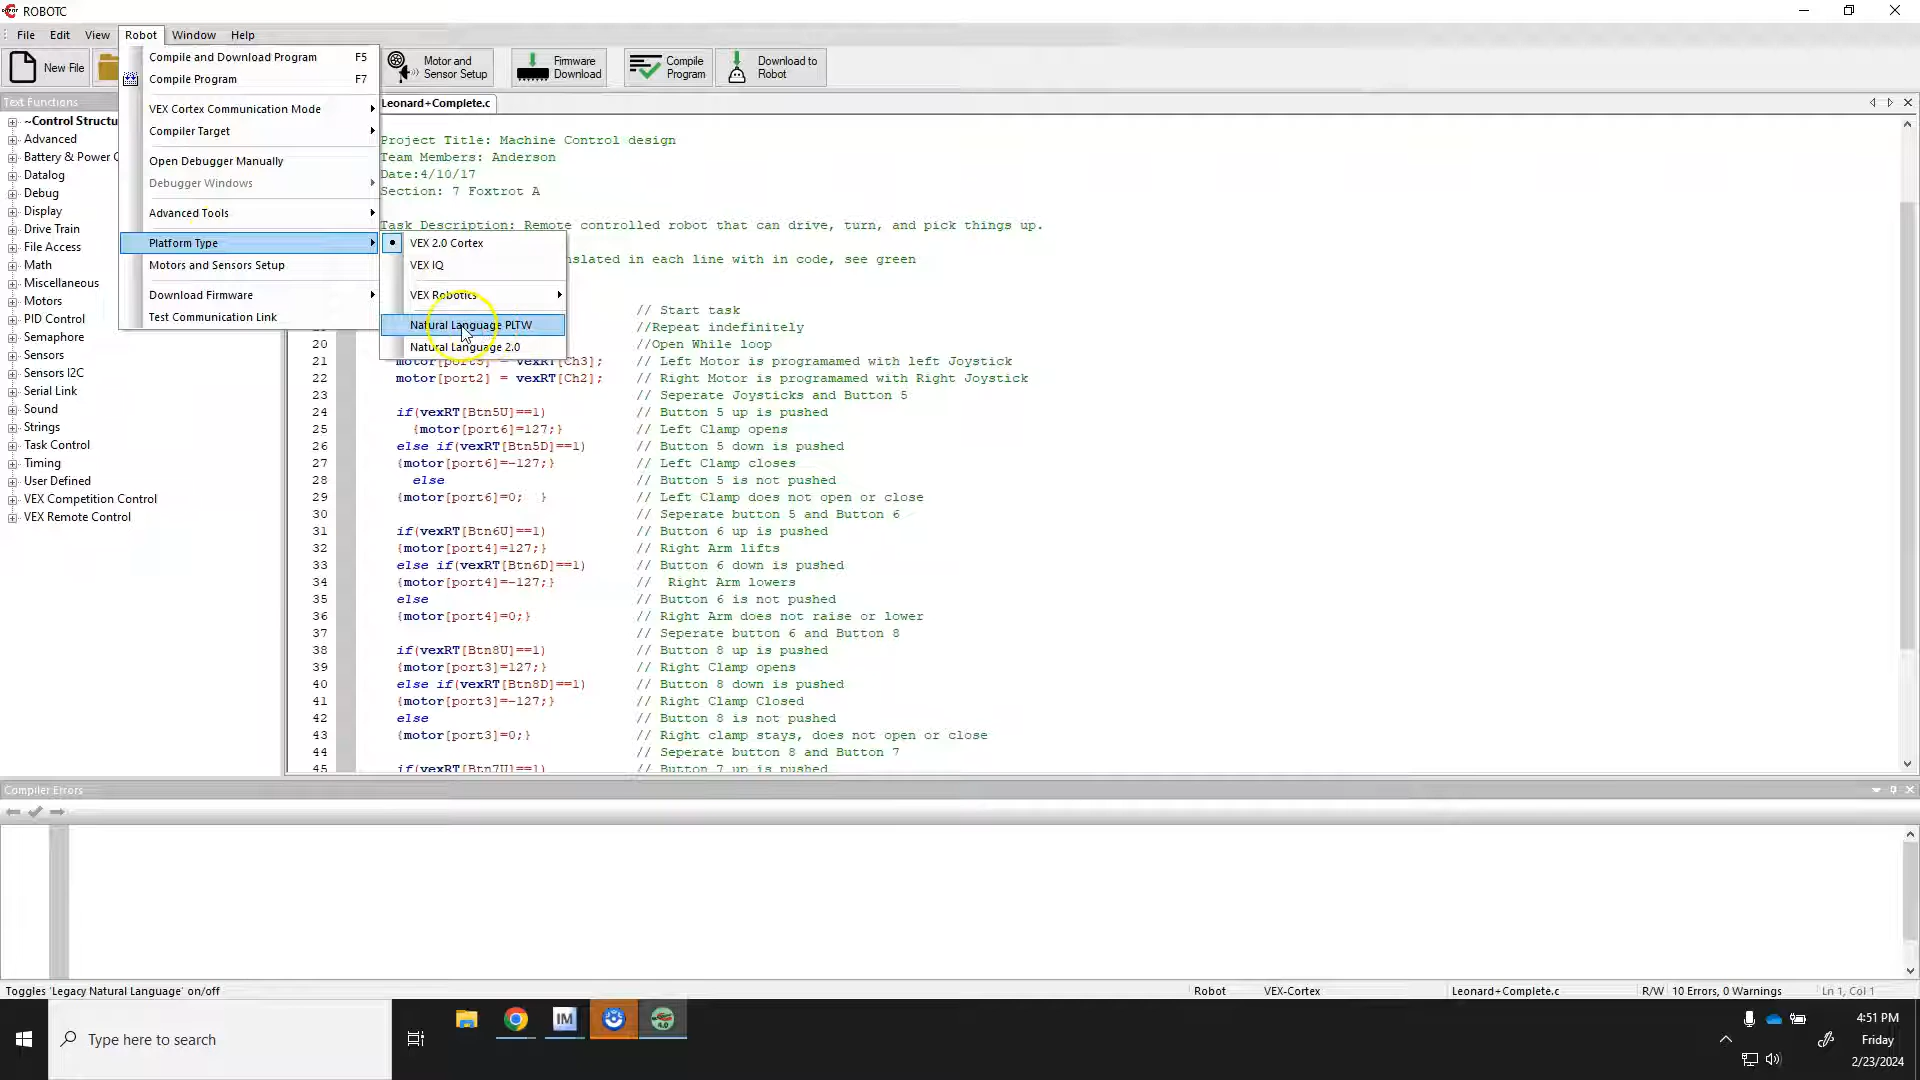 ROBOTC
File Edit View Robot Window Help
New File
Motor and Sensor Setup
Firmware Download
Compile Program
Download to Robot
Compile and Download Program F5
Compile Program F7
VEX Cortex Communication Mode
Compiler Target
Open Debugger Manually
Debugger Windows
Advanced Tools
Platform Type
Motors and Sensors Setup
Download Firmware
Test Communication Link
VEX 2.0 Cortex
VEX IQ
VEX Robotics
Natural Language PLTW
Natural Language 2.0
Text Functions
~Control Structu
Advanced
Battery & Power C
Datalog
Debug
Display
Drive Train
File Access
Math
Miscellaneous
Motors
PID Control
Semaphore
Sensors
Sensors I2C
Serial Link
Sound
Strings
Task Control
Timing
User Defined
VEX Competition Control
VEX Remote Control
Leonard+Complete.c
Project Title: Machine Control design
Team Members: Anderson
Date:4/10/17
Section: 7 Foxtrot A
Task Description: Remote controlled robot that can drive, turn, and pick things up.
nslated in each line with in code, see green
// Start task
//Repeat indefinitely
20 //Open While loop
21 motor[port5] = vexRT[Ch3]; // Left Motor is programamed with left Joystick
22 motor[port2] = vexRT[Ch2]; // Right Motor is programamed with Right Joystick
23 // Seperate Joysticks and Button 5
24 if(vexRT[Btn5U]==1) // Button 5 up is pushed
25 {motor[port6]=127;} // Left Clamp opens
26 else if(vexRT[Btn5D]==1) // Button 5 down is pushed
27 {motor[port6]=-127;} // Left Clamp closes
28 else // Button 5 is not pushed
29 {motor[port6]=0; } // Left Clamp does not open or close
30 // Seperate button 5 and Button 6
31 if(vexRT[Btn6U]==1) // Button 6 up is pushed
32 {motor[port4]=127;} // Right Arm lifts
33 else if(vexRT[Btn6D]==1) // Button 6 down is pushed
34 {motor[port4]=-127;} // Right Arm lowers
35 else // Button 6 is not pushed
36 {motor[port4]=0;} // Right Arm does not raise or lower
37 // Seperate button 6 and Button 8
38 if(vexRT[Btn8U]==1) // Button 8 up is pushed
39 {motor[port3]=127;} // Right Clamp opens
40 else if(vexRT[Btn8D]==1) // Button 8 down is pushed
41 {motor[port3]=-127;} // Right Clamp Closed
42 else // Button 8 is not pushed
43 {motor[port3]=0;} // Right clamp stays, does not open or close
44 // Seperate button 8 and Button 7
45 if(vexRT[Btn7U]==1) // Button 7 up is pushed
Compiler Errors
Toggles 'Legacy Natural Language' on/off Robot VEX-Cortex Leonard+Complete.c R/W 10 Errors, 0 Warnings Ln 1, Col 1
Type here to search
IM
4.0
4:51 PM
Friday
2/23/2024